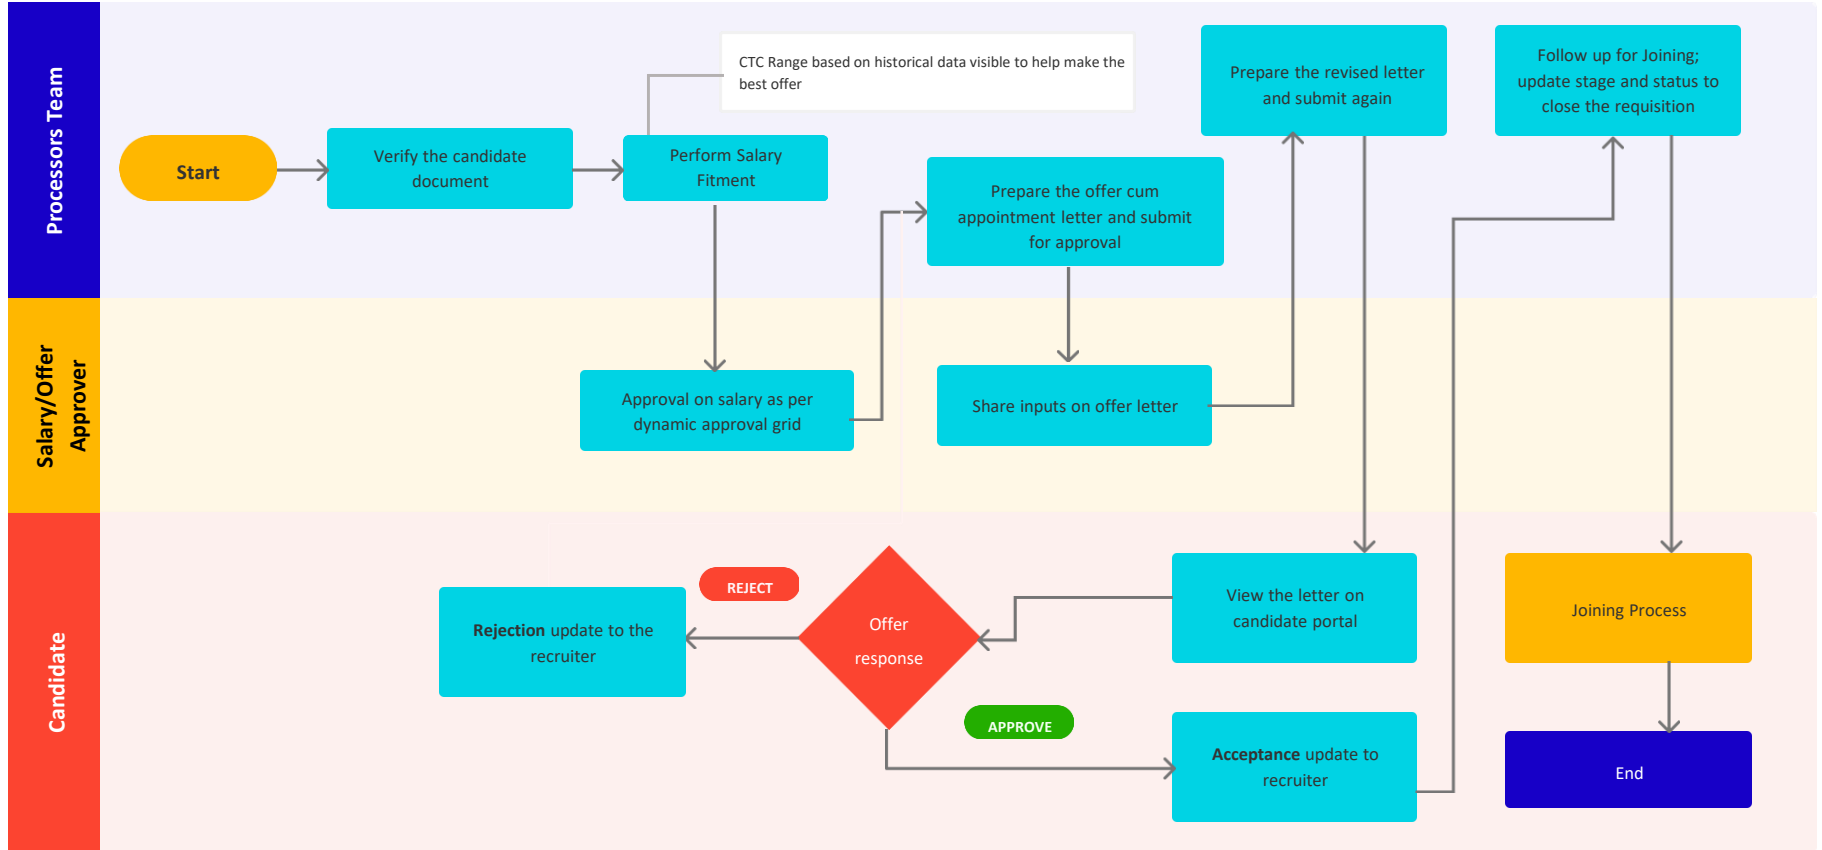 Processors Team
Start
Verify the candidate
document
Perform Salary
Fitment
CTC Range based on historical data visible to help make the
best offer
Prepare the offer cum
appointment letter and submit
for approval
Prepare the revised letter
and submit again
Follow up for Joining;
update stage and status to
close the requisition
Salary/Offer
Approver
Approval on salary as per
dynamic approval grid
Share inputs on offer letter
Candidate
Rejection update to the
recruiter
REJECT
Offer
response
APPROVE
View the letter on
candidate portal
Acceptance update to
recruiter
Joining Process
End